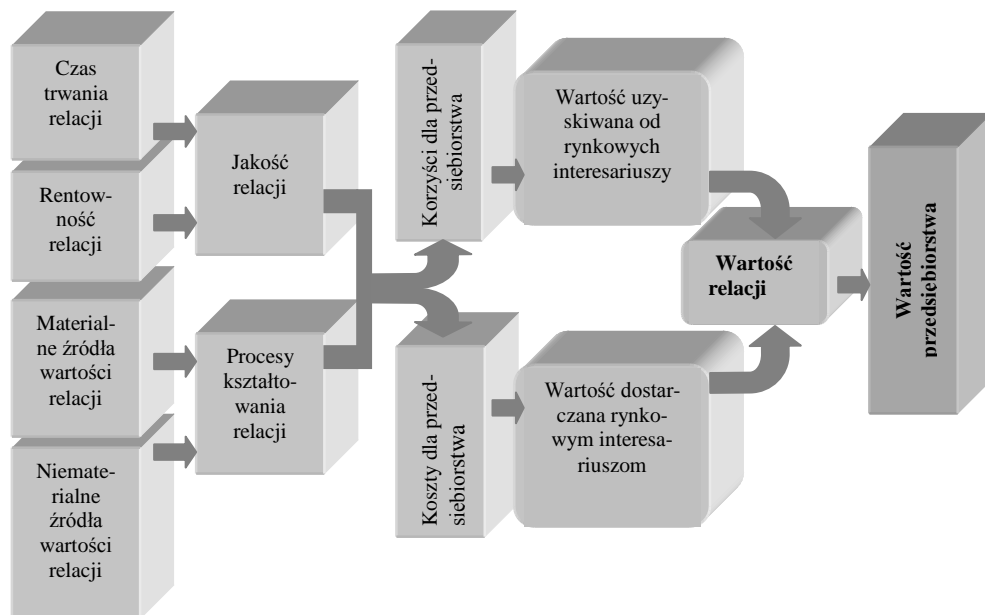 Czas
trwania
relacji
Rentow-
ność
relacji
Material-
ne źródła
wartości
relacji
Niemate-
rialne
źródła
wartości
relacji
Jakość
relacji
Procesy
kształto-
wania
relacji
Korzyści dla przed-
siebiorstwa
Koszty dla przed-
siebiorstwa
Wartość uzy-
skiwana od
rynkowych
interesariuszy
Wartość dostar-
czana rynko-
wym interesa-
riuszom
Wartość
relacji
Wartość
przedsiebiorstwa